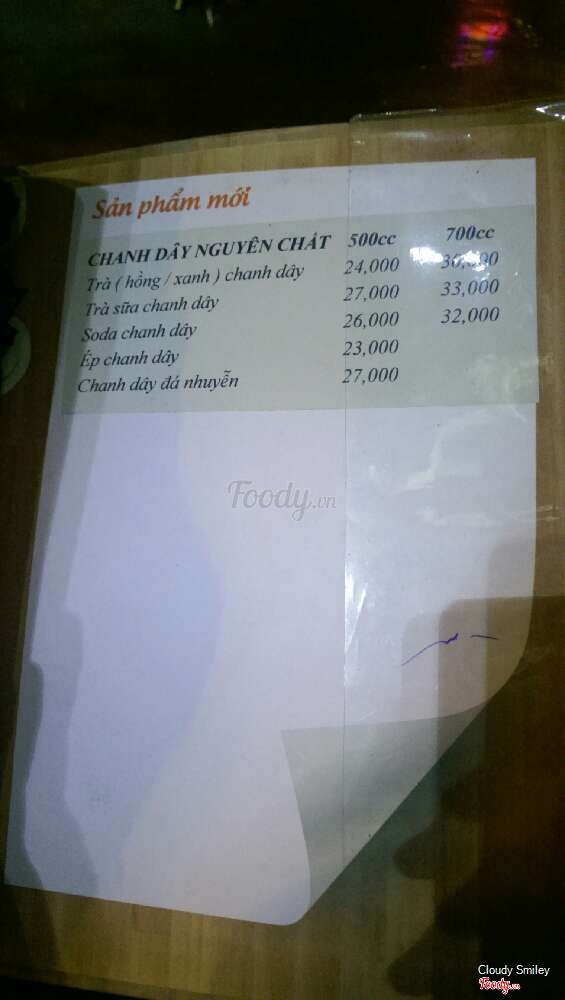 Sản phẩm mới
CHANH DÂY NGUYÊN CHẤT 500cc 700cc
Trà ( hồng / xanh ) chanh dây 24,000 30,000
Trà sữa chanh dây 27,000 33,000
Soda chanh dây 26,000 32,000
Ép chanh dây 23,000
Chanh dây đá nhuyễn 27,000
Foody.vn
Cloudy Smiley
Foody.vn